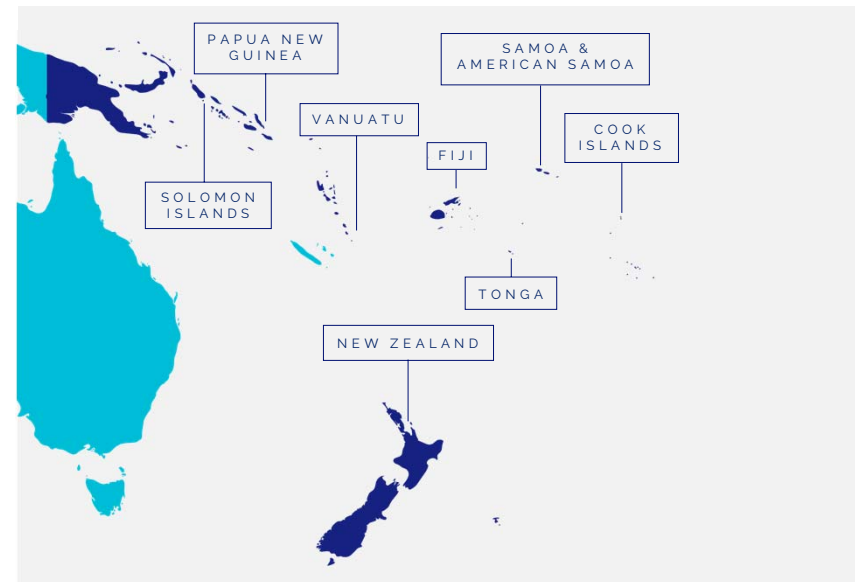 PAPUA NEW
GUINEA
SAMOA &
AMERICAN SAMOA
VANUATU
COOK
ISLANDS
FIJI
SOLOMON
ISLANDS
TONGA
NEW ZEALAND